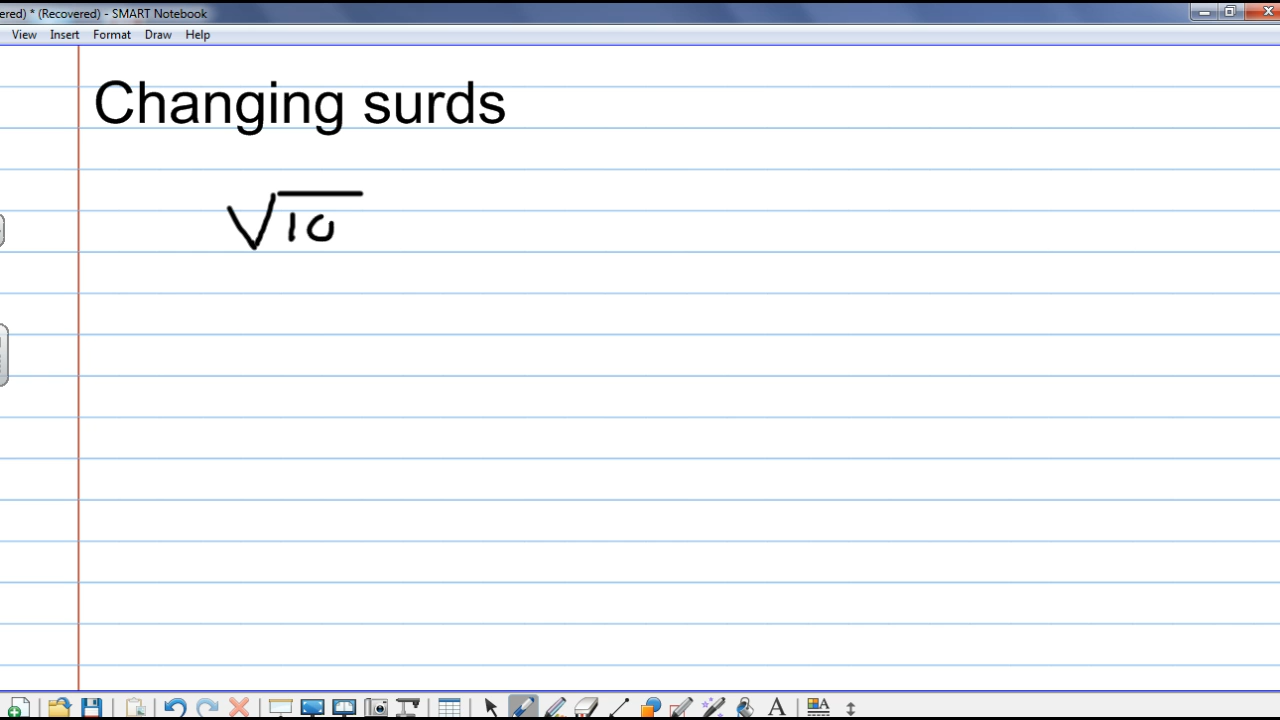 ered) * (Recovered) - SMART Notebook
View Insert Format Draw Help
Changing surds
√10
A